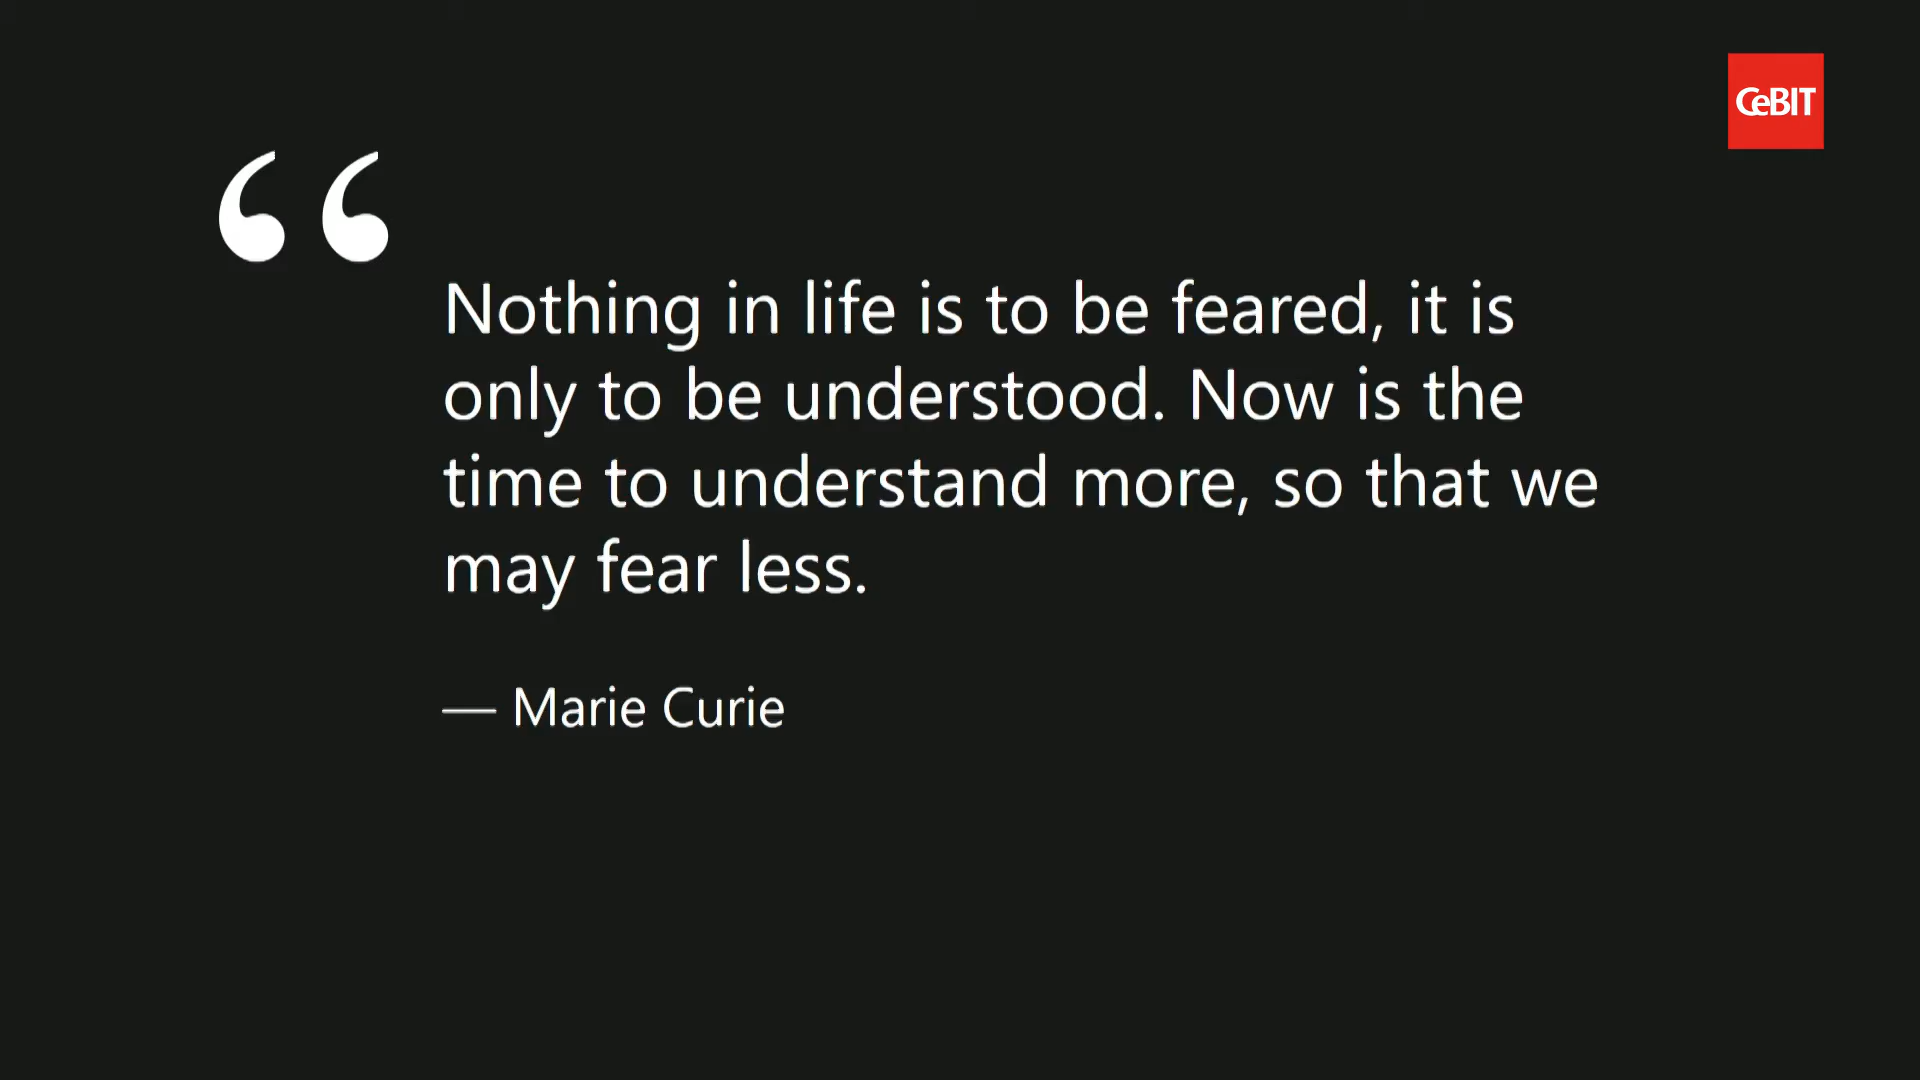 CeBIT
“
Nothing in life is to be feared, it is
only to be understood. Now is the
time to understand more, so that we
may fear less.
— Marie Curie